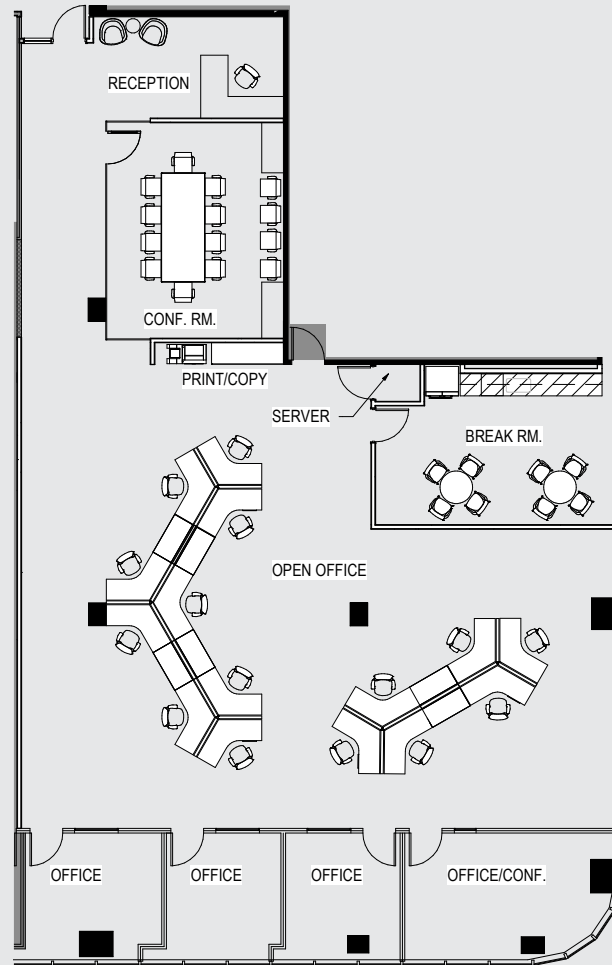 RECEPTION
CONF. RM.
PRINT/COPY
SERVER
BREAK RM.
OPEN OFFICE
OFFICE
OFFICE
OFFICE
OFFICE/CONF.